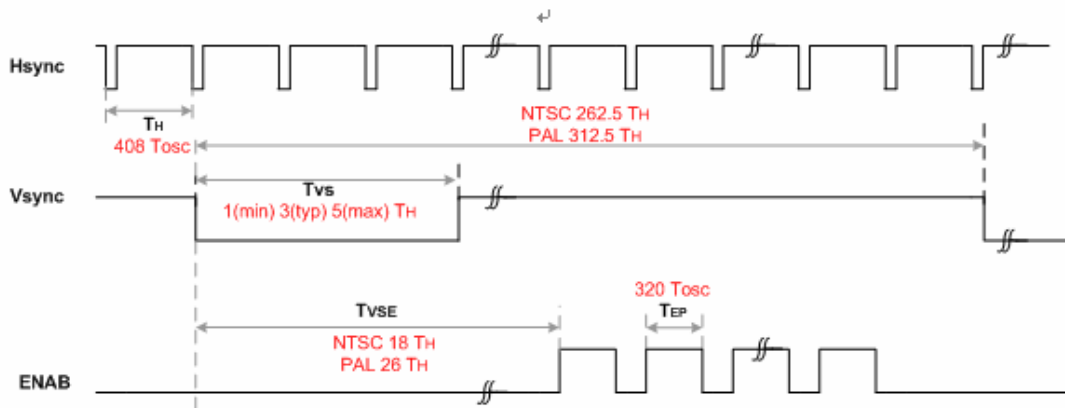 ↵
Hsync
TH
408 Tosc
NTSC 262.5 TH
PAL 312.5 TH
Vsync
TVS
1(min) 3(typ) 5(max) TH
320 Tosc
TVSE
TEP
NTSC 18 TH
PAL 26 TH
ENAB